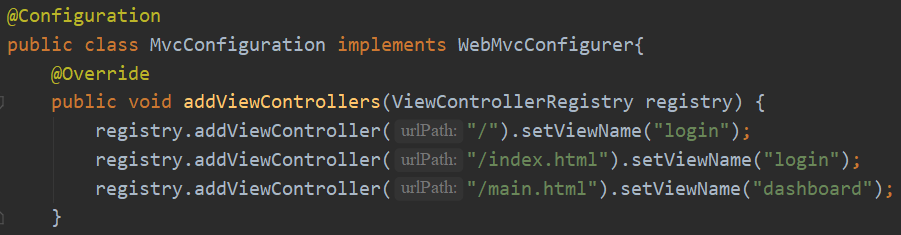 @Configuration
public class MvcConfiguration implements WebMvcConfigurer{
@Override
public void addViewControllers(ViewControllerRegistry registry) {
registry.addViewController( urlPath: "/").setViewName("login");
registry.addViewController( urlPath: "/index.html").setViewName("login");
registry.addViewController( urlPath: "/main.html").setViewName("dashboard");
}